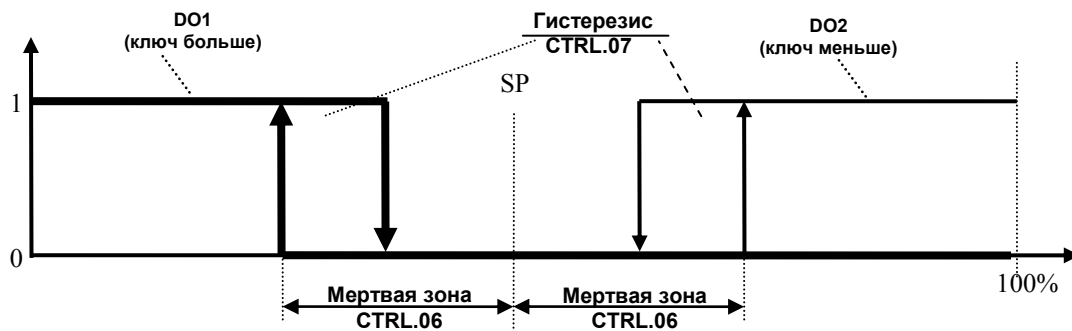 DO1
(ключ больше)
Гистерезис
CTRL.07
DO2
(ключ меньше)
SP
1
0
100%
Мертвая зона
CTRL.06
Мертвая зона
CTRL.06